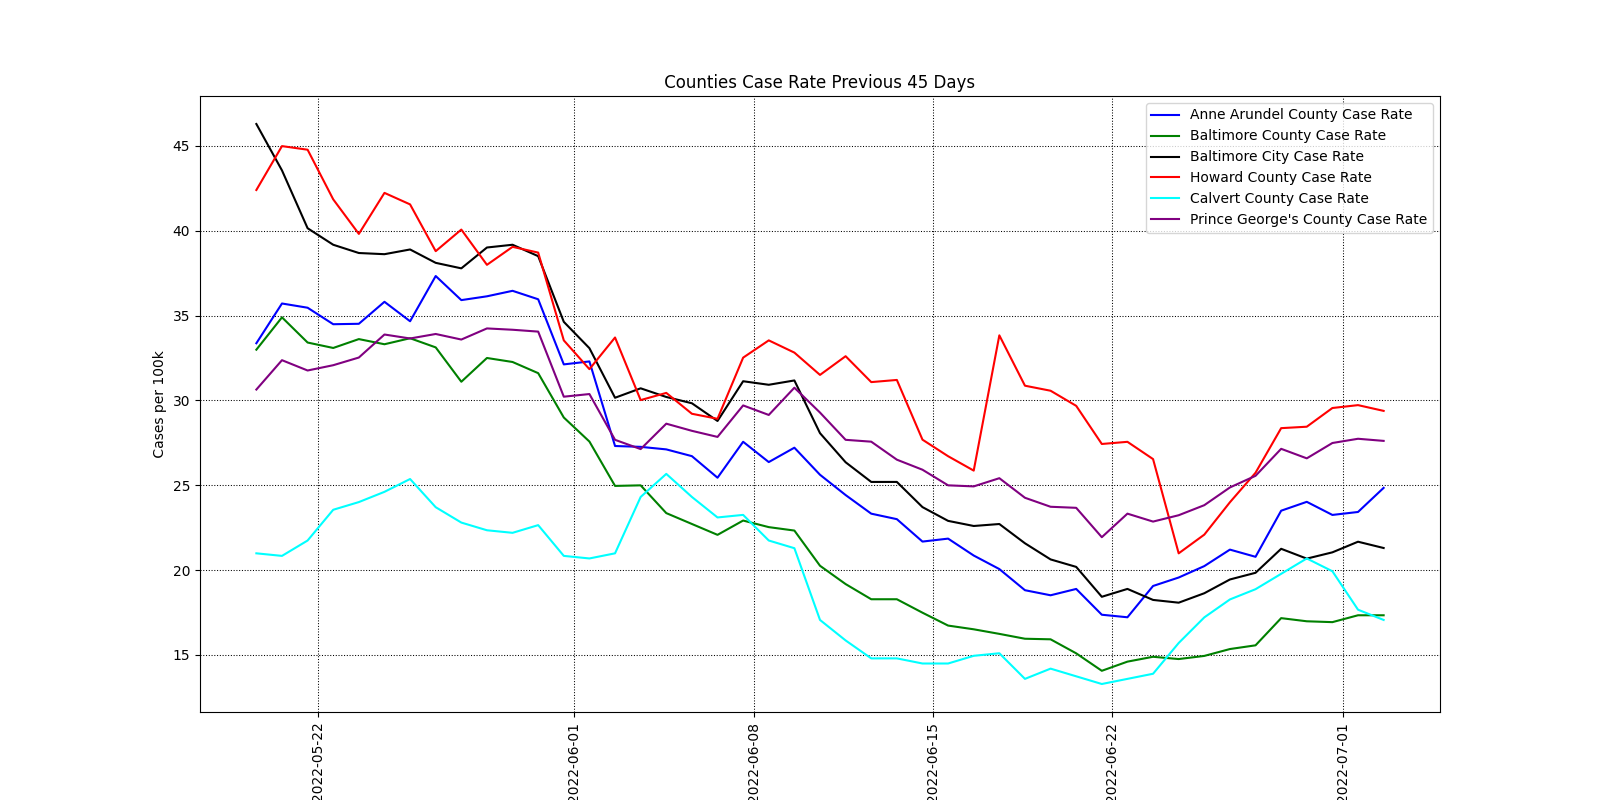 Counties Case Rate Previous 45 Days
Anne Arundel County Case Rate
Baltimore County Case Rate
Baltimore City Case Rate
Howard County Case Rate
Calvert County Case Rate
Prince George's County Case Rate
Cases per 100k
45
40
35
30
25
20
15
2022-05-22
2022-06-01
2022-06-08
2022-06-15
2022-06-22
2022-07-01